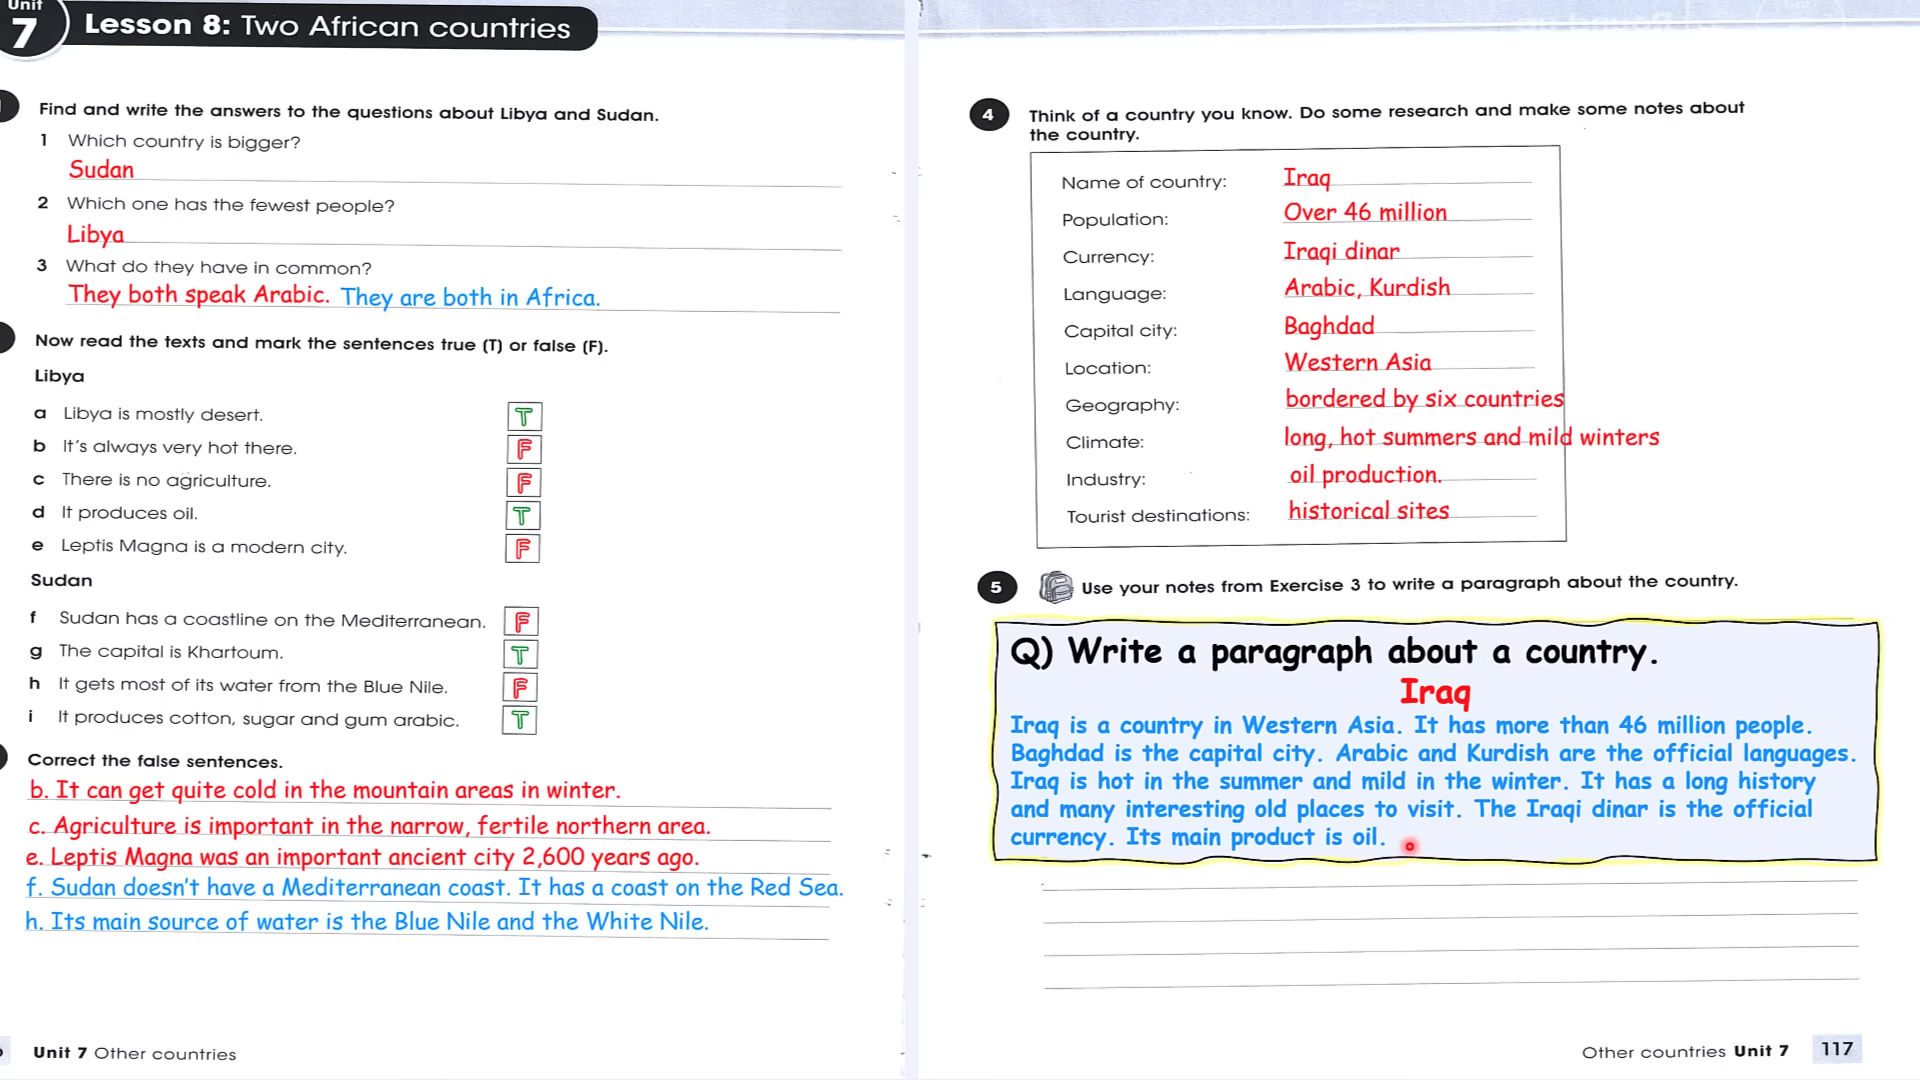 Unit
7
Lesson 8: Two African countries
Find and write the answers to the questions about Libya and Sudan.
1 Which country is bigger?
Sudan
2 Which one has the fewest people?
Libya
3 What do they have in common?
They both speak Arabic. They are both in Africa.
Now read the texts and mark the sentences true (T) or false (F).
Libya
a Libya is mostly desert. T
b It's always very hot there. F
c There is no agriculture. F
d It produces oil. T
e Leptis Magna is a modern city. F
Sudan
f Sudan has a coastline on the Mediterranean. F
g The capital is Khartoum. T
h It gets most of its water from the Blue Nile. F
i It produces cotton, sugar and gum arabic. T
Correct the false sentences.
b. It can get quite cold in the mountain areas in winter.
c. Agriculture is important in the narrow, fertile northern area.
e. Leptis Magna was an important ancient city 2,600 years ago.
f. Sudan doesn't have a Mediterranean coast. It has a coast on the Red Sea.
h. Its main source of water is the Blue Nile and the White Nile.
Unit 7 Other countries
4 Think of a country you know. Do some research and make some notes about
the country.
Name of country: Iraq
Population: Over 46 million
Currency: Iraqi dinar
Language: Arabic, Kurdish
Capital city: Baghdad
Location: Western Asia
Geography: bordered by six countries
Climate: long, hot summers and mild winters
Industry: oil production.
Tourist destinations: historical sites
5 Use your notes from Exercise 3 to write a paragraph about the country.
Q) Write a paragraph about a country.
Iraq
Iraq is a country in Western Asia. It has more than 46 million people.
Baghdad is the capital city. Arabic and Kurdish are the official languages.
Iraq is hot in the summer and mild in the winter. It has a long history
and many interesting old places to visit. The Iraqi dinar is the official
currency. Its main product is oil.
Other countries Unit 7 117